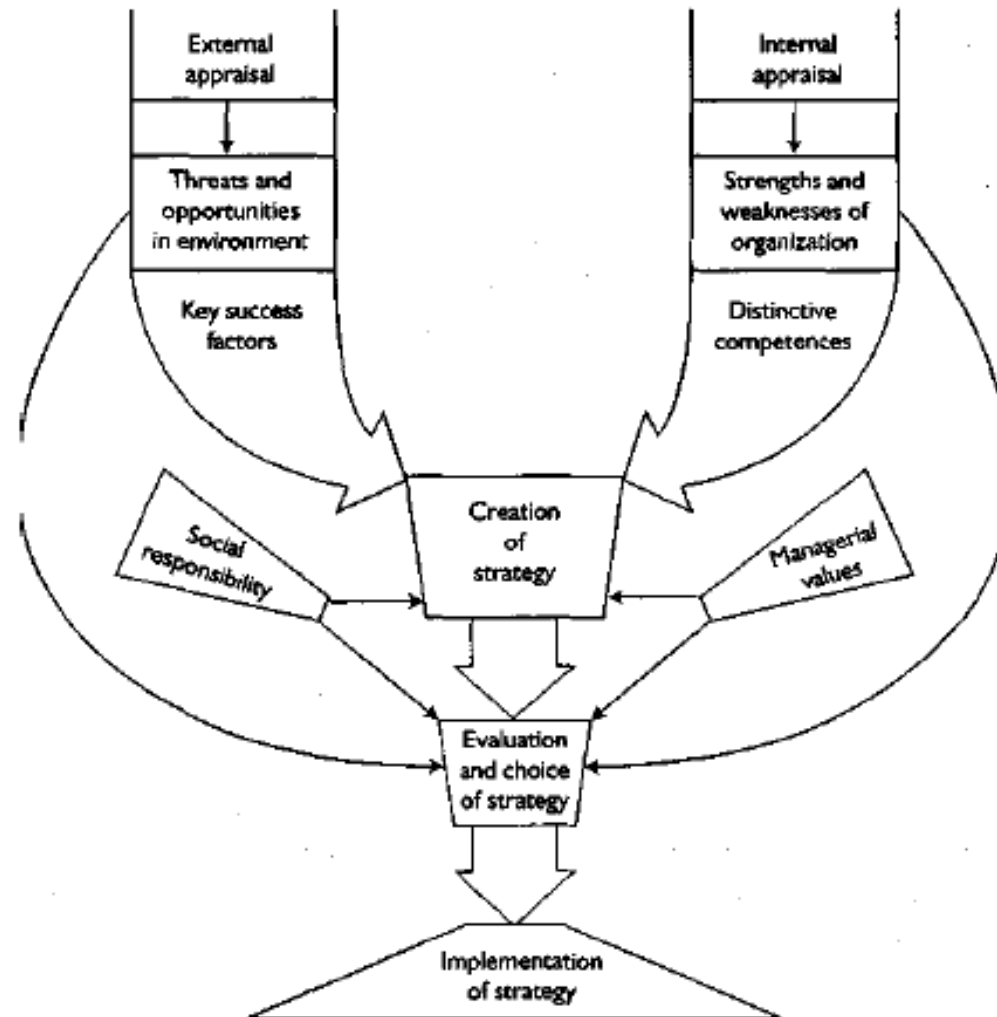 External
appraisal
Internal
appraisal
Threats and
opportunities
in environment
Strengths and
weaknesses of
organization
Key success
factors
Distinctive
competences
Creation
of
strategy
Social
responsibility
Managerial
values
Evaluation
and choice
of strategy
Implementation
of strategy